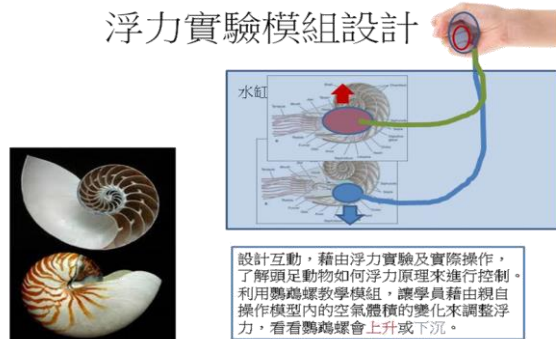 浮力實驗模組設計
水缸
設計互動，藉由浮力實驗及實際操作，
了解頭足動物如何浮力原理來進行控制。
利用鸚鵡螺教學模組，讓學員藉由親自
操作模型內的空氣體積的變化來調整浮
力，看看鸚鵡螺會上升或下沉。